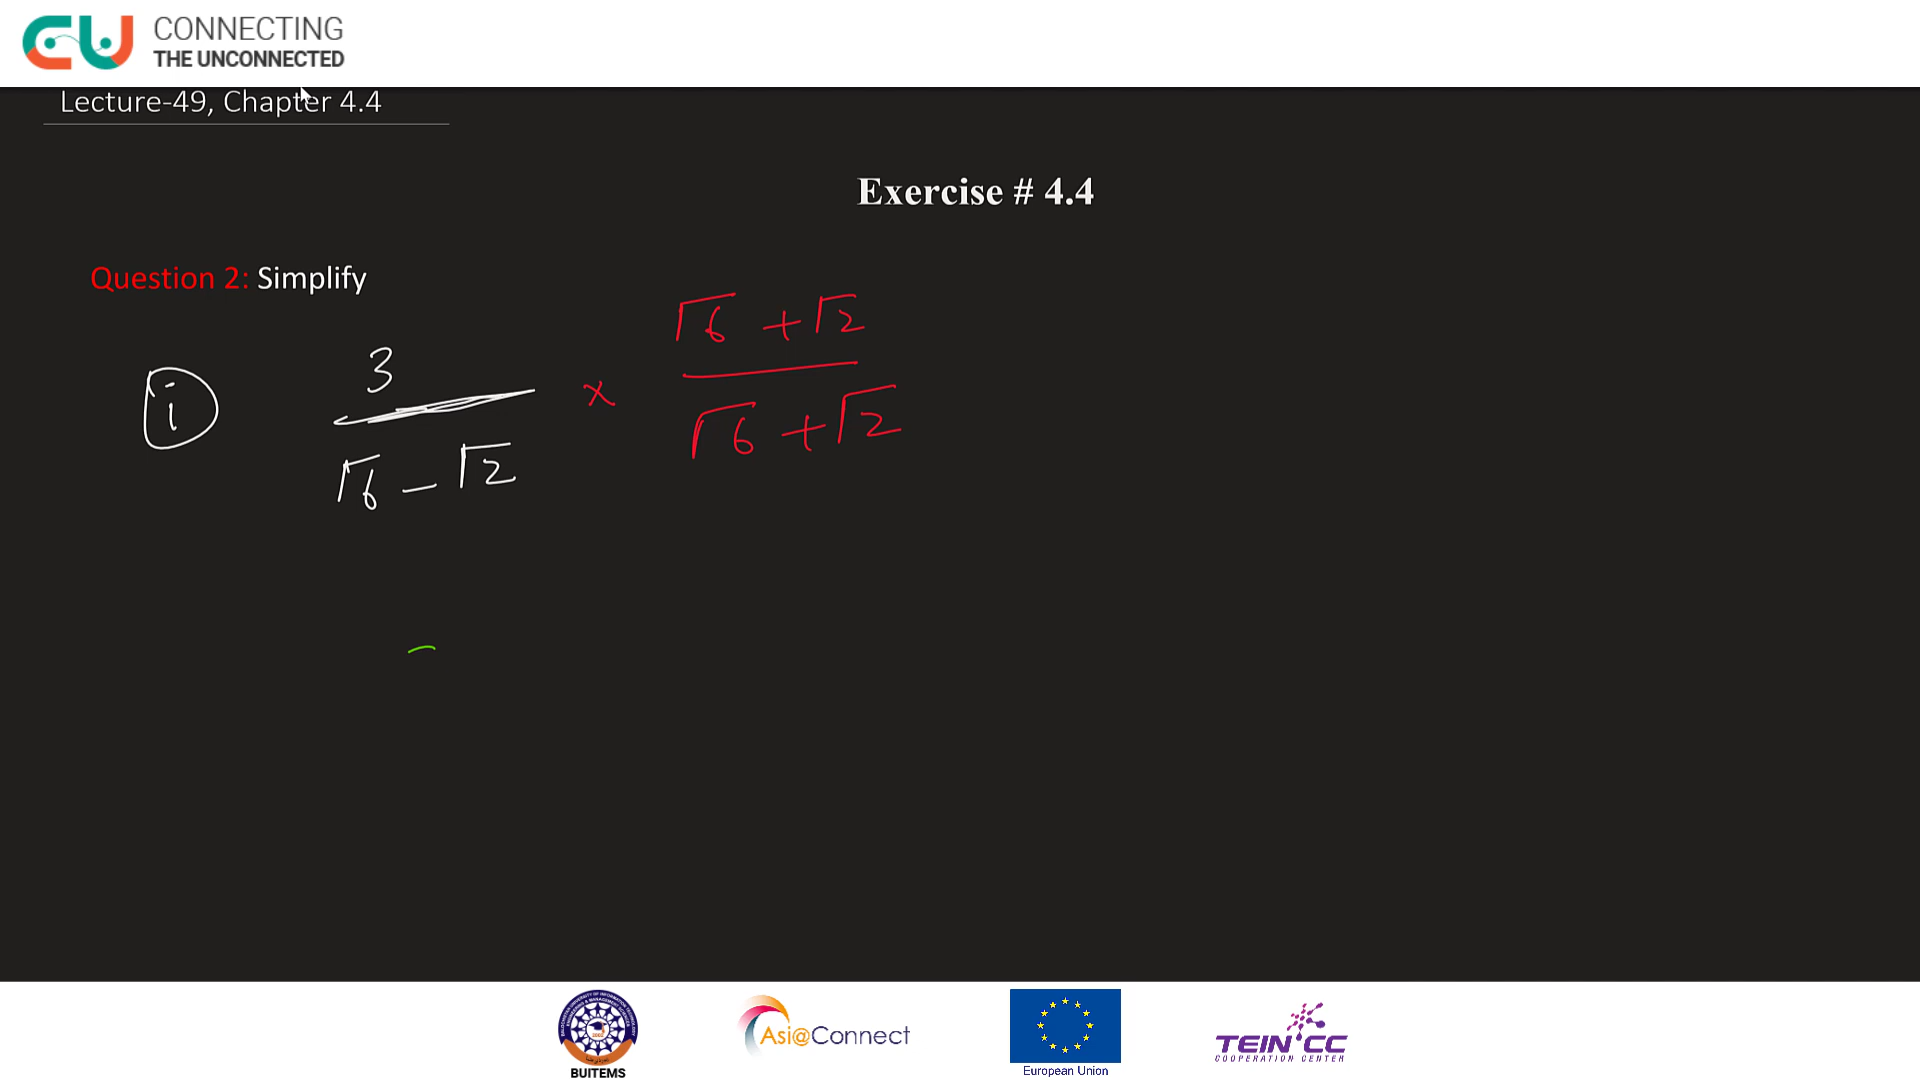 CONNECTING
THE UNCONNECTED
Lecture-49, Chapter 4.4
Exercise # 4.4
Question 2: Simplify
i 3/(√6 - √2) × (√6 + √2)/(√6 + √2)
BUITEMS
Asi@Connect
European Union
TEIN*CC
COOPERATION CENTER